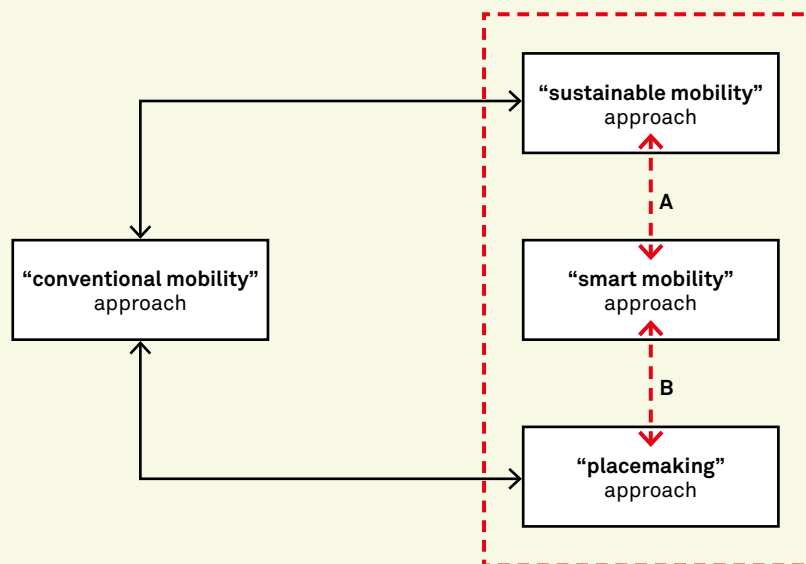 “sustainable mobility”
approach
A
“conventional mobility”
approach
“smart mobility”
approach
B
“placemaking”
approach